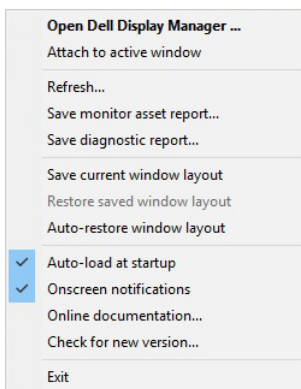 Open Dell Display Manager ...
Attach to active window
Refresh...
Save monitor asset report...
Save diagnostic report...
Save current window layout
Restore saved window layout
Auto-restore window layout
Auto-load at startup
Onscreen notifications
Online documentation...
Check for new version...
Exit